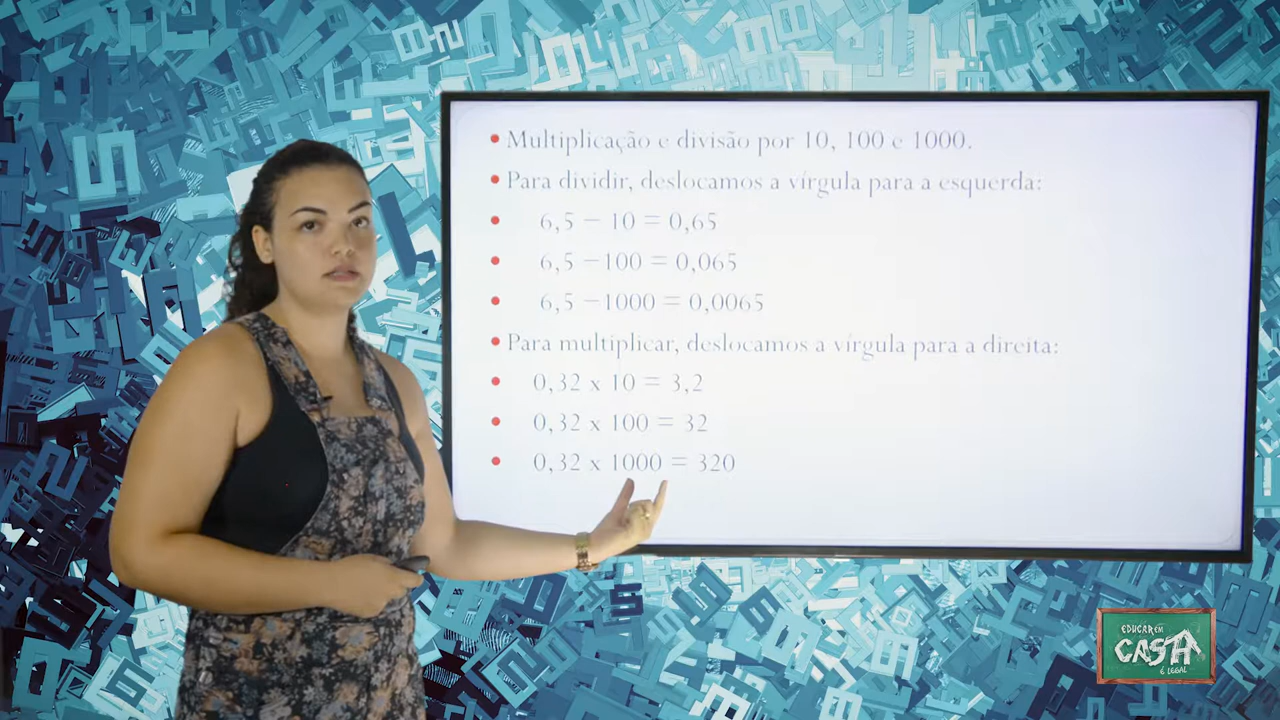 Multiplicação e divisão por 10, 100 e 1000.
Para dividir, deslocamos a vírgula para a esquerda:
6,5 – 10 = 0,65
6,5 –100 = 0,065
6,5 –1000 = 0,0065
Para multiplicar, deslocamos a vírgula para a direita:
0,32 x 10 = 3,2
0,32 x 100 = 32
0,32 x 1000 = 320
EDUCAR EM
CASA
É LEGAL